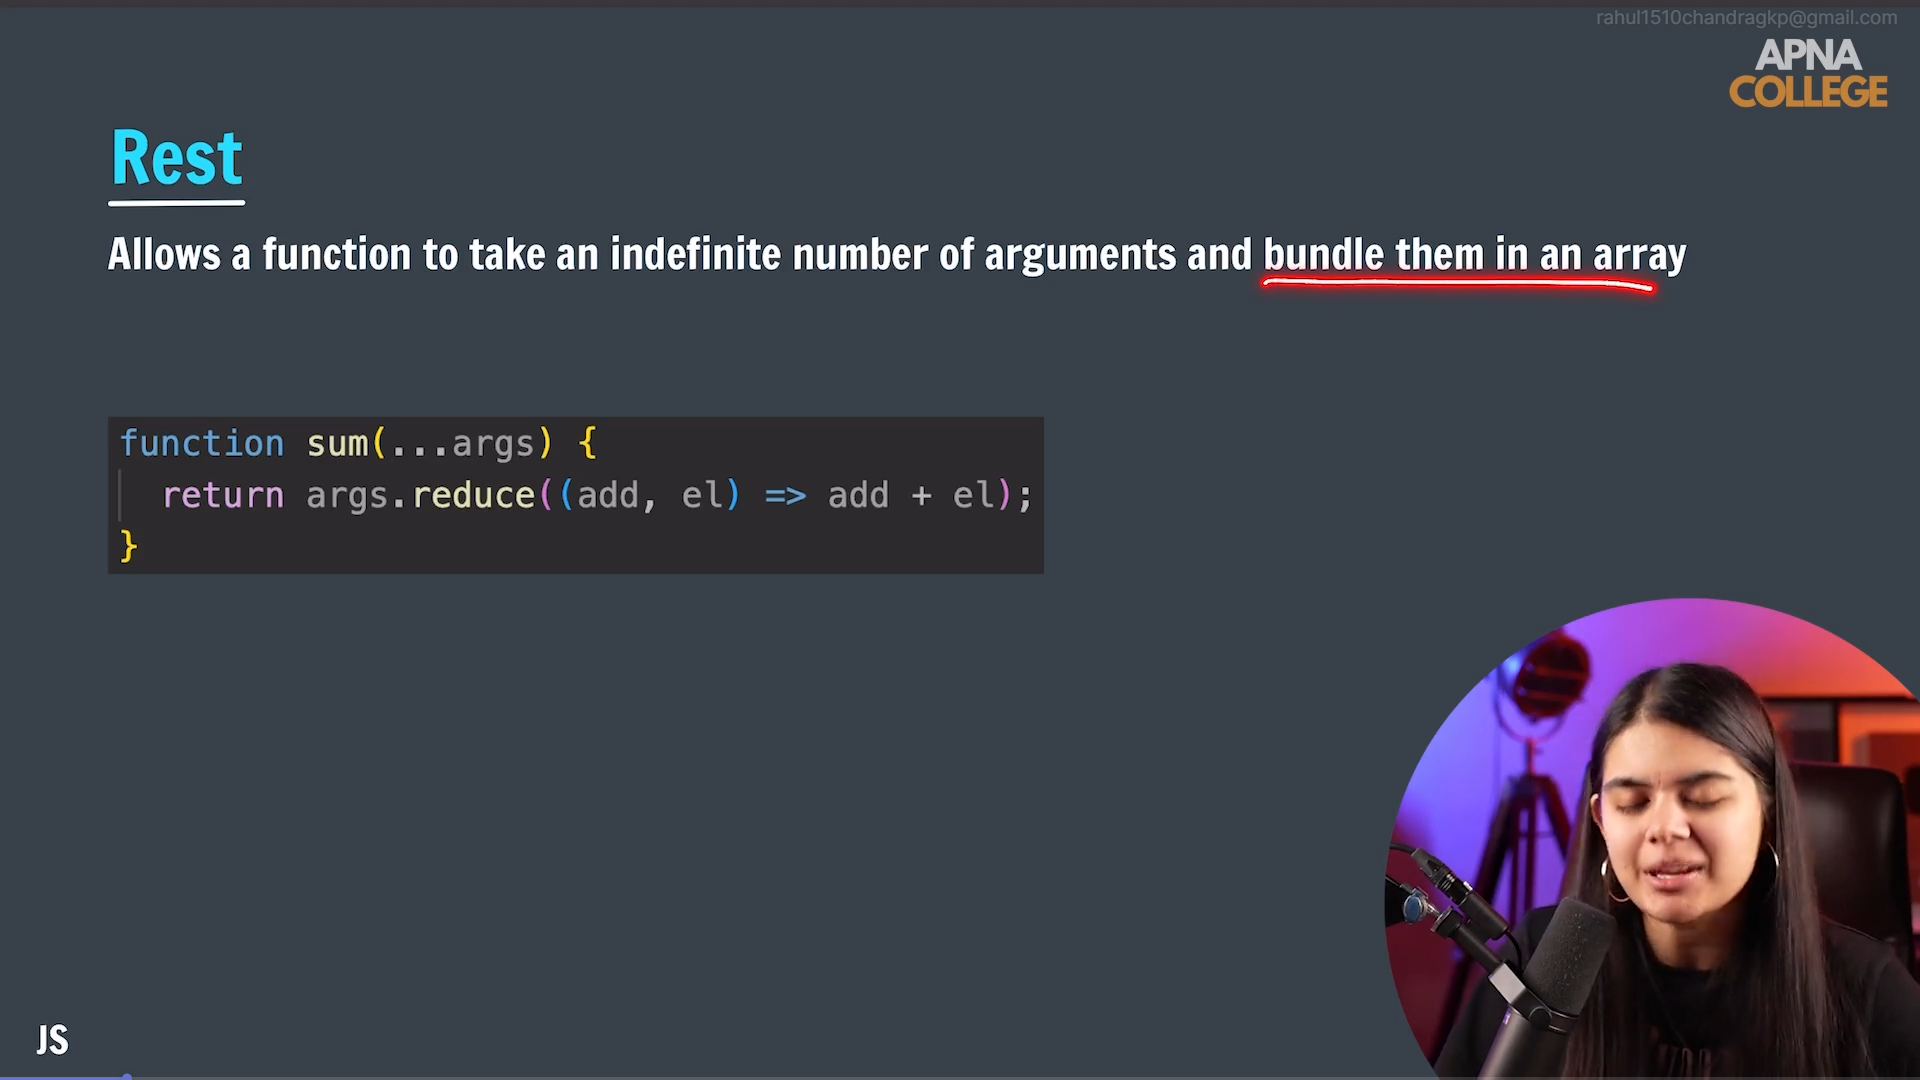 rahul1510chandragkp@gmail.com
APNA
COLLEGE
Rest
Allows a function to take an indefinite number of arguments and bundle them in an array
function sum(...args) {
  return args.reduce((add, el) => add + el);
}
JS